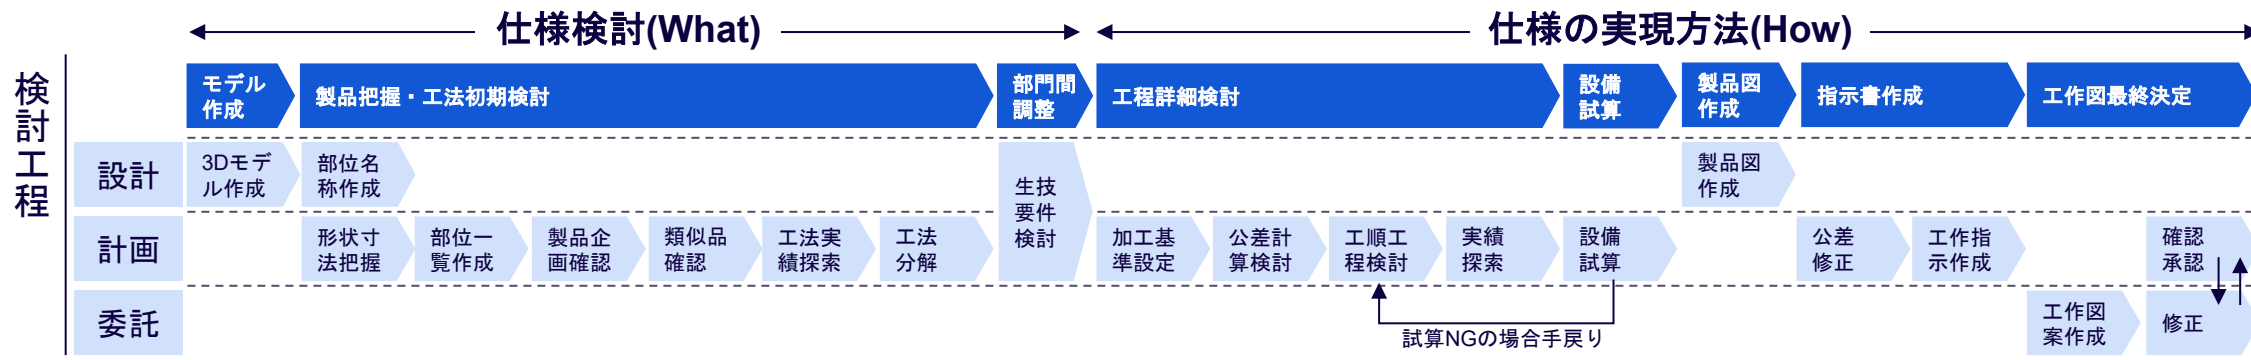 仕様検討(What)
仕様の実現方法(How)
検討工程
モデル
作成
製品把握・工法初期検討
部門間
調整
工程詳細検討
設備
試算
製品図
作成
指示書作成
工作図最終決定
設計
3Dモデ
ル作成
部位名
称作成
生技
要件
検討
製品図
作成
計画
形状寸
法把握
部位一
覧作成
製品企
画確認
類似品
確認
工法実
績探索
工法
分解
加工基
準設定
公差計
算検討
工順工
程検討
実績
探索
設備
試算
公差
修正
工作指
示作成
確認
承認
委託
試算NGの場合手戻り
工作図
案作成
修正